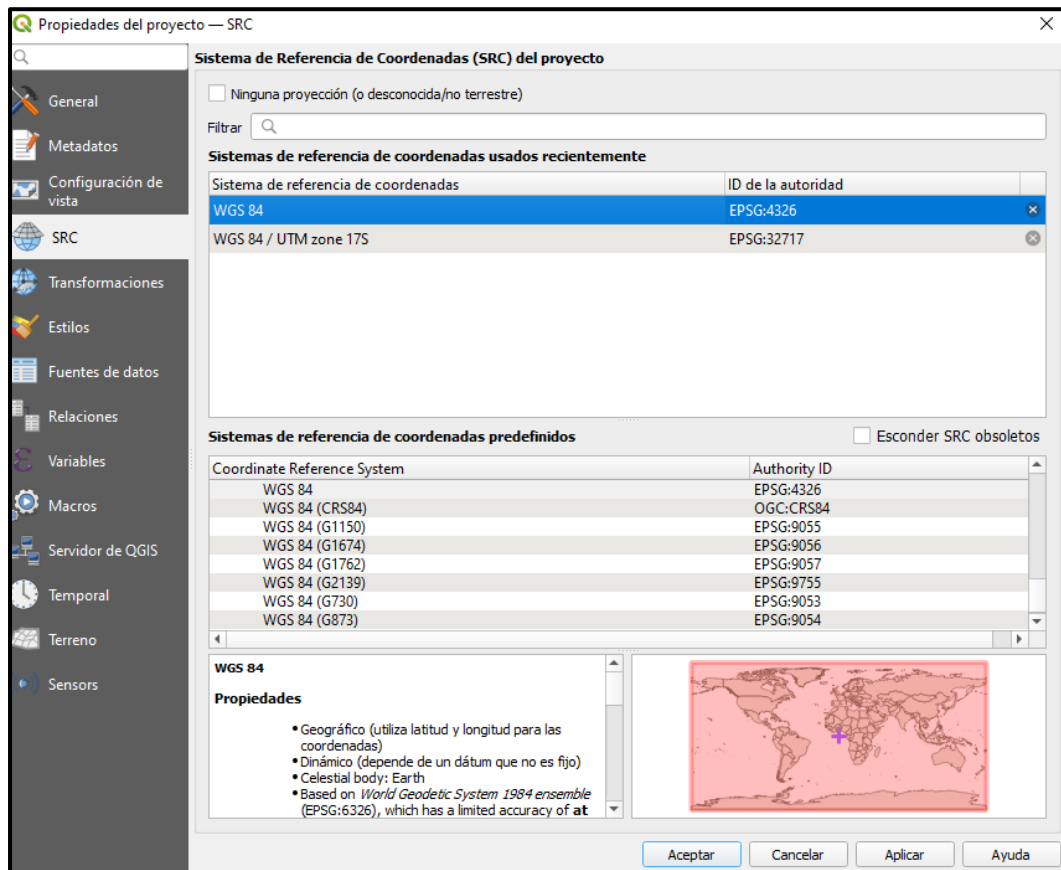 Propiedades del proyecto — SRC
General
Metadatos
Configuración de
vista
SRC
Transformaciones
Estilos
Fuentes de datos
Relaciones
Variables
Macros
Servidor de QGIS
Temporal
Terreno
Sensors
Sistema de Referencia de Coordenadas (SRC) del proyecto
Ninguna proyección (o desconocida/no terrestre)
Filtrar
Sistemas de referencia de coordenadas usados recientemente
Sistema de referencia de coordenadas ID de la autoridad
WGS 84 EPSG:4326
WGS 84 / UTM zone 17S EPSG:32717
Sistemas de referencia de coordenadas predefinidos Esconder SRC obsoletos
Coordinate Reference System Authority ID
WGS 84 EPSG:4326
WGS 84 (CRS84) OGC:CRS84
WGS 84 (G1150) EPSG:9055
WGS 84 (G1674) EPSG:9056
WGS 84 (G1762) EPSG:9057
WGS 84 (G2139) EPSG:9755
WGS 84 (G730) EPSG:9053
WGS 84 (G873) EPSG:9054
WGS 84
Propiedades
• Geográfico (utiliza latitud y longitud para las
coordenadas)
• Dinámico (depende de un dátum que no es fijo)
• Celestial body: Earth
• Based on World Geodetic System 1984 ensemble
(EPSG:6326), which has a limited accuracy of at
Aceptar Cancelar Aplicar Ayuda